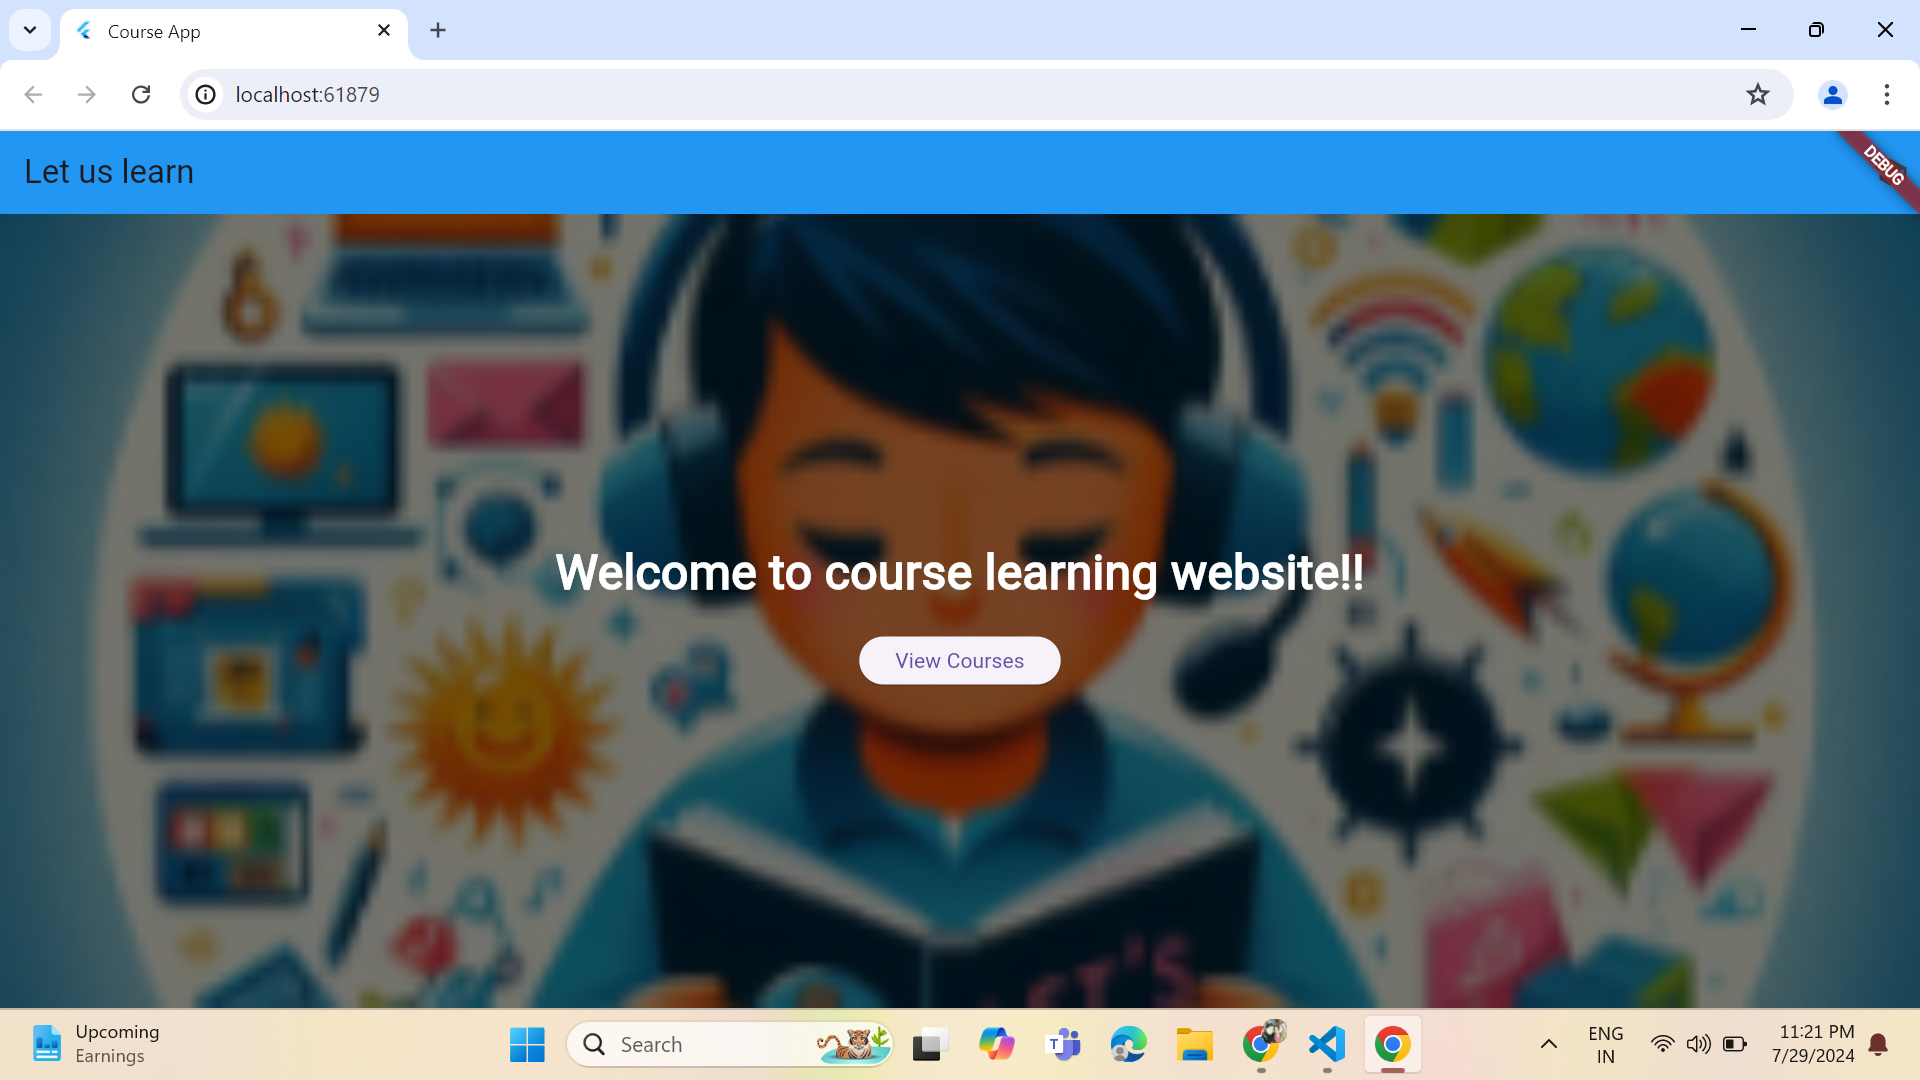 Course App
localhost:61879
Let us learn
DEBUG
Welcome to course learning website!!
View Courses
LET'S
Upcoming
Earnings
Search
T
ENG
IN
11:21 PM
7/29/2024